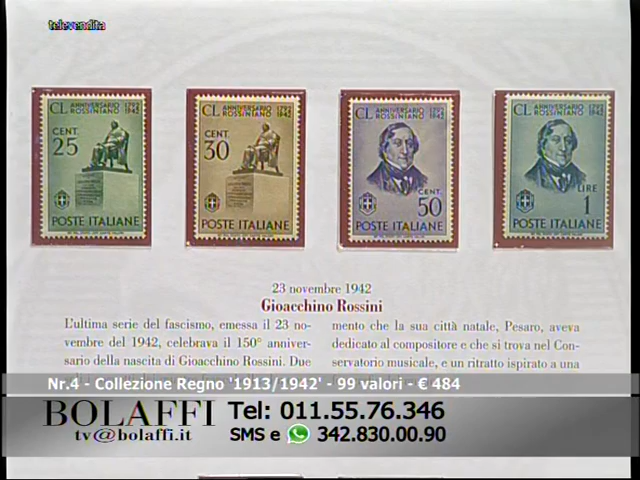 televendita
CL ANNIVERSARIO ROSSINIANO 1792 1942
CENT. 25
POSTE ITALIANE
CL ANNIVERSARIO ROSSINIANO 1792 1942
CENT. 30
POSTE ITALIANE
CL ANNIVERSARIO ROSSINIANO 1792 1942
CENT. 50
POSTE ITALIANE
CL ANNIVERSARIO ROSSINIANO 1792 1942
LIRE 1
POSTE ITALIANE
23 novembre 1942
Gioacchino Rossini
L'ultima serie del fascismo, emessa il 23 no-
vembre del 1942, celebrava il 150° anniver-
sario della nascita di Gioacchino Rossini. Due
mento che la sua città natale, Pesaro, aveva
dedicato al compositore e che si trova nel Con-
servatorio musicale, e un ritratto ispirato a una
Nr.4 - Collezione Regno '1913/1942' - 99 valori - € 484
BOLAFFI
tv@bolaffi.it
Tel: 011.55.76.346
SMS e 342.830.00.90